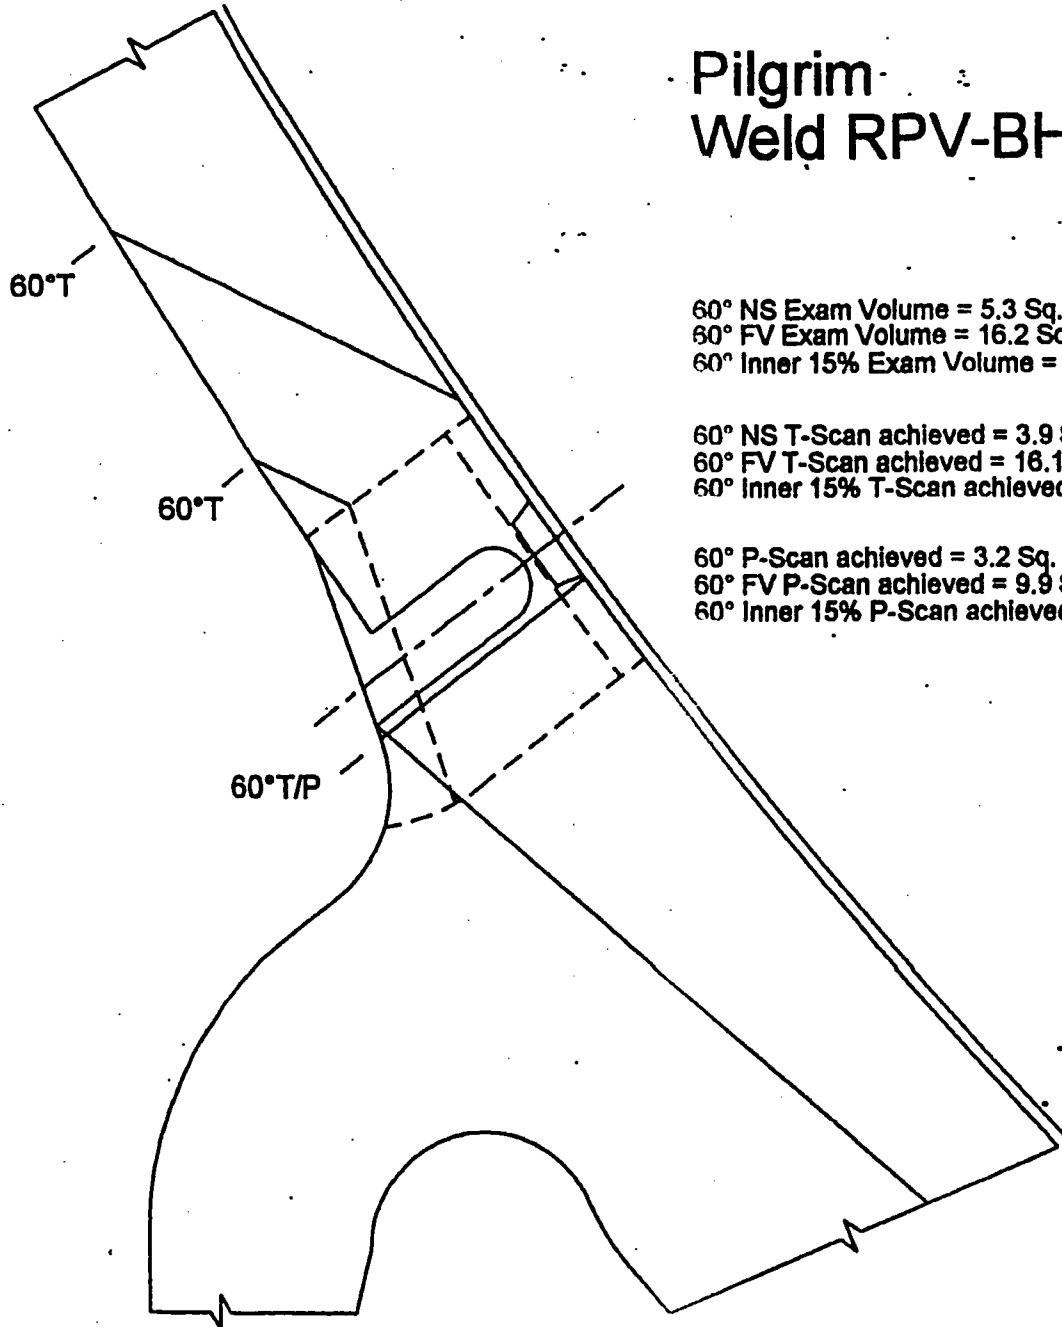 Pilgrim
Weld RPV-BH
60° NS Exam Volume = 5.3 Sq.
60° FV Exam Volume = 16.2 Sq
60° Inner 15% Exam Volume =
60° NS T-Scan achieved = 3.9
60° FV T-Scan achieved = 16.1
60° Inner 15% T-Scan achieved
60° P-Scan achieved = 3.2 Sq.
60° FV P-Scan achieved = 9.9
60° Inner 15% P-Scan achieved
60°T
60°T
60°T/P